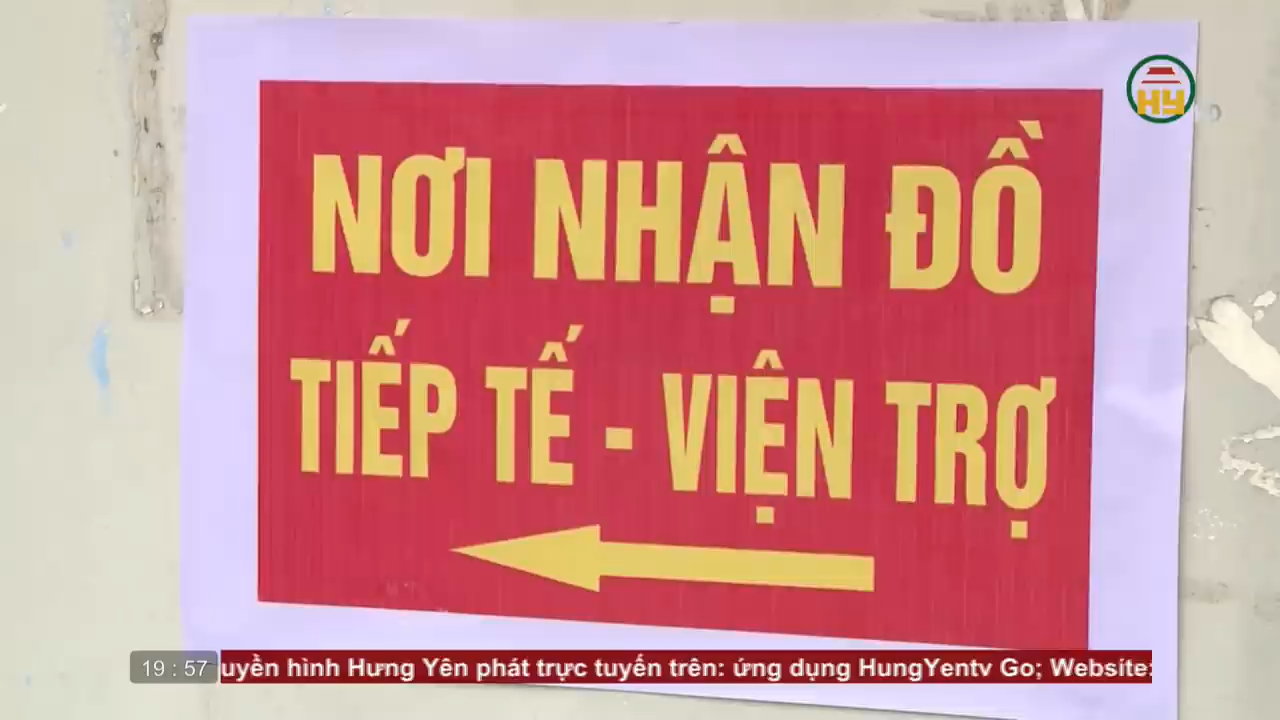 HY
NƠI NHẬN ĐỒ
TIẾP TẾ - VIỆN TRỢ
19 : 57
uyền hình Hưng Yên phát trực tuyến trên: ứng dụng HungYentv Go; Website: